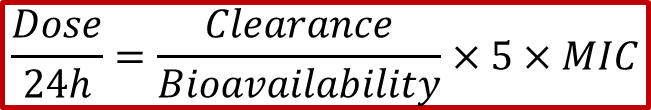 Dose/24h = Clearance/Bioavailability × 5 × MIC